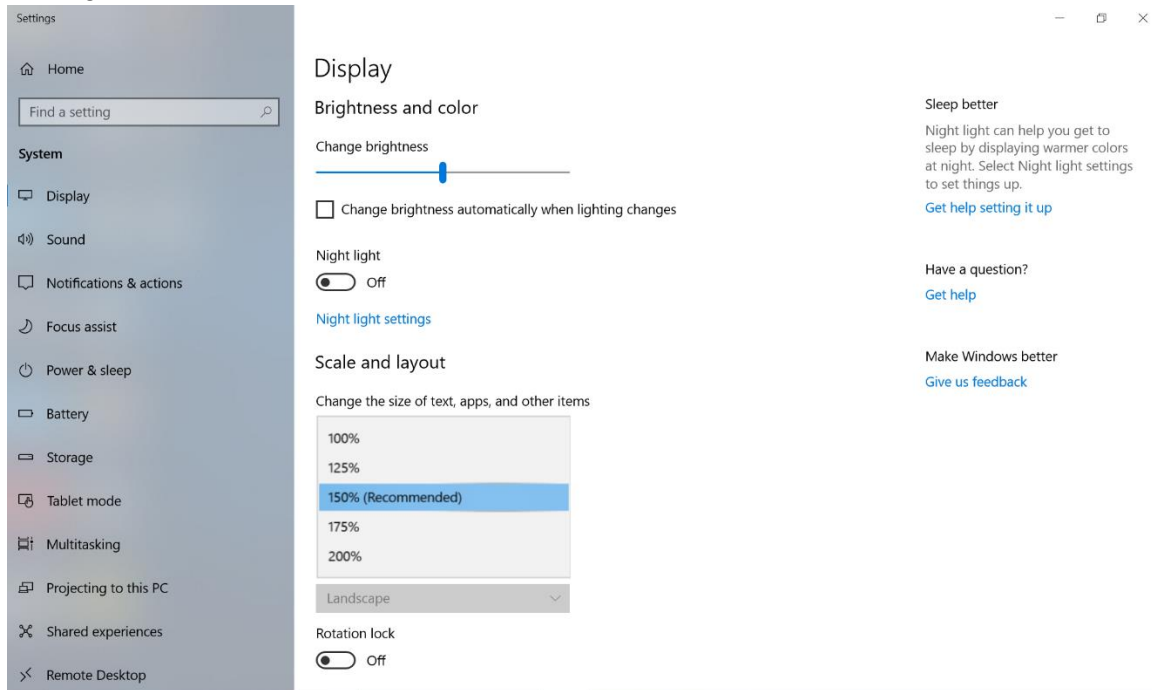 Settings
Home
Find a setting
System
Display
Sound
Notifications & actions
Focus assist
Power & sleep
Battery
Storage
Tablet mode
Multitasking
Projecting to this PC
Shared experiences
Remote Desktop
Display
Brightness and color
Change brightness
Change brightness automatically when lighting changes
Night light
Off
Night light settings
Scale and layout
Change the size of text, apps, and other items
100%
125%
150% (Recommended)
175%
200%
Landscape
Rotation lock
Off
Sleep better
Night light can help you get to
sleep by displaying warmer colors
at night. Select Night light settings
to set things up.
Get help setting it up
Have a question?
Get help
Make Windows better
Give us feedback